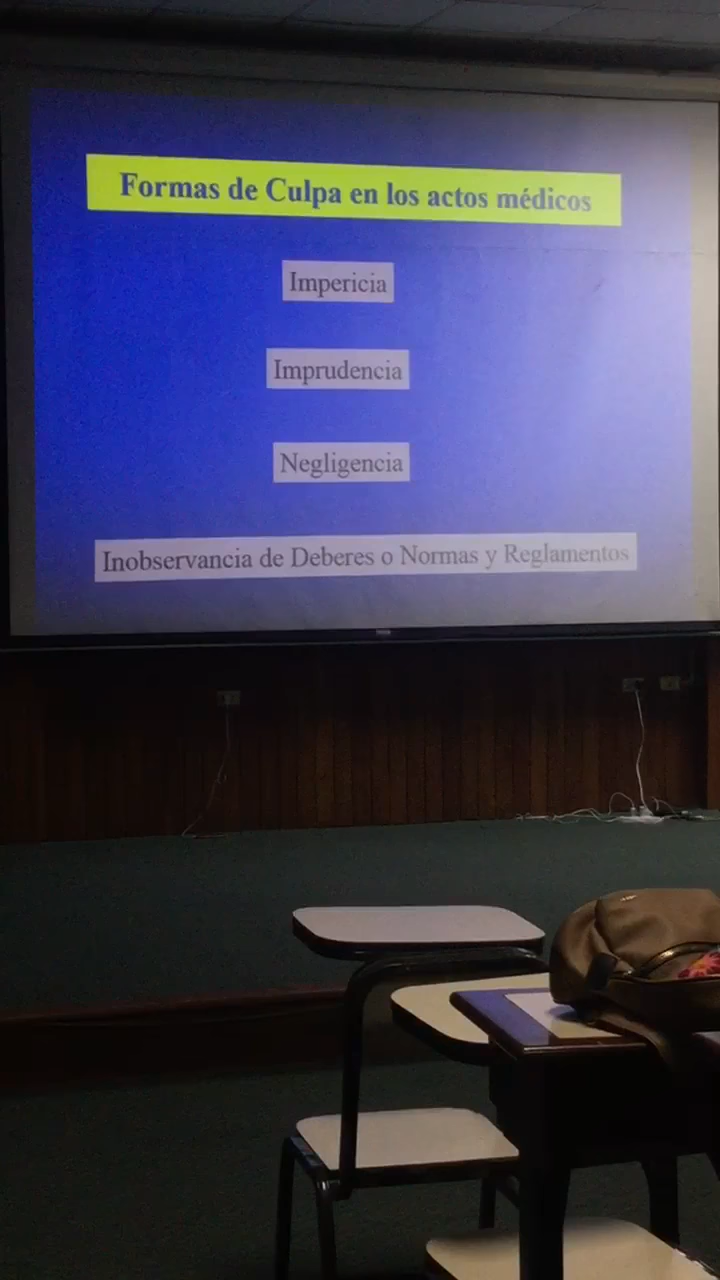 Formas de Culpa en los actos médicos
Impericia
Imprudencia
Negligencia
Inobservancia de Deberes o Normas y Reglamentos